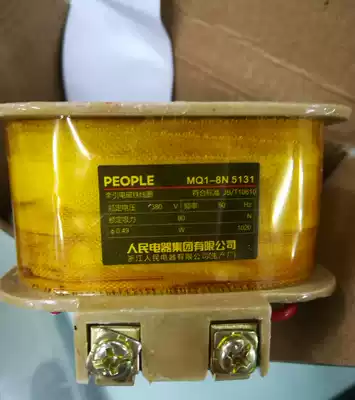 PEOPLE MQ1-8N 5131
牵引电磁铁线圈 符合标准 JB/T10610
额定电压 380 V 频率 50 Hz
额定电力 80 N
φ0.49 W 1020
人民电器集团有限公司
浙江人民电器有限公司(生产厂)